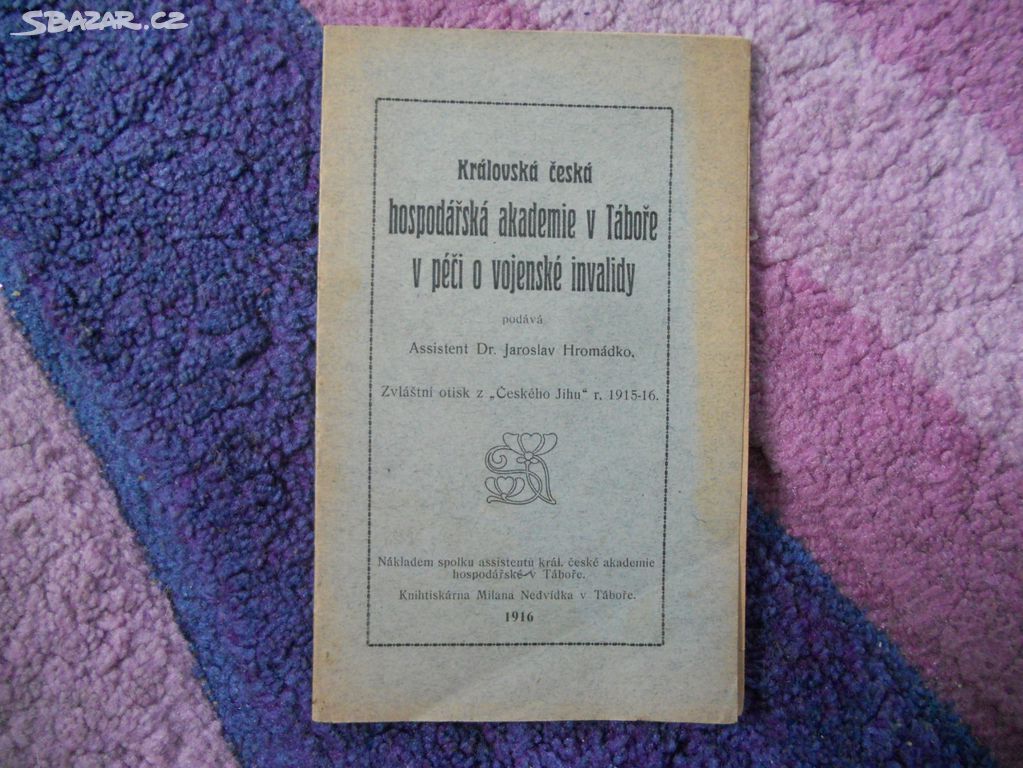 SBAZAR.CZ
Královská česká
hospodářská akademie v Táboře
v péči o vojenské invalidy
podává
Assistent Dr. Jaroslav Hromádko,
Zvláštní otisk z „Českého Jihu" r. 1915-16.
Nákladem spolku assistentů král. české akademie
hospodářské v Táboře.
Knihtiskárna Milana Nedvídka v Táboře.
1916